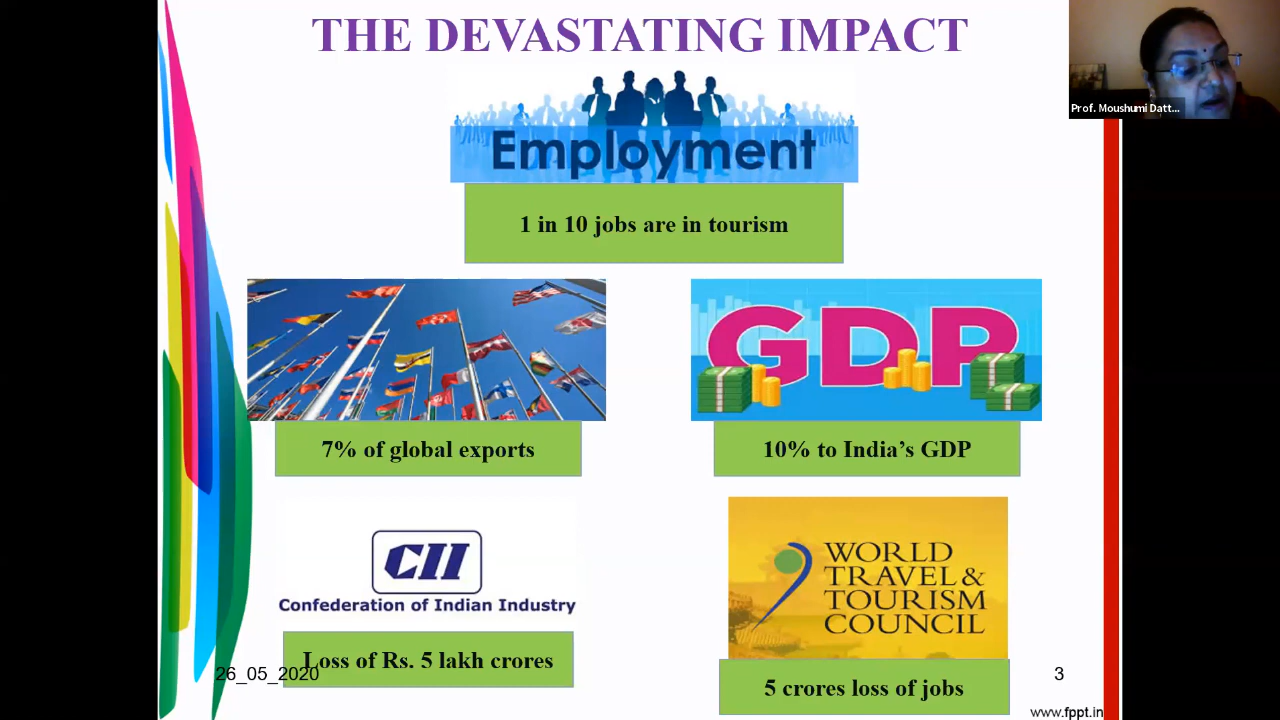 THE DEVASTATING IMPACT
Prof. Moushumi Datt...
Employment
1 in 10 jobs are in tourism
GDP
7% of global exports
10% to India’s GDP
CII
Confederation of Indian Industry
WORLD
TRAVEL &
TOURISM
COUNCIL
Loss of Rs. 5 lakh crores
26_05_2020
3
5 crores loss of jobs
www.fppt.in